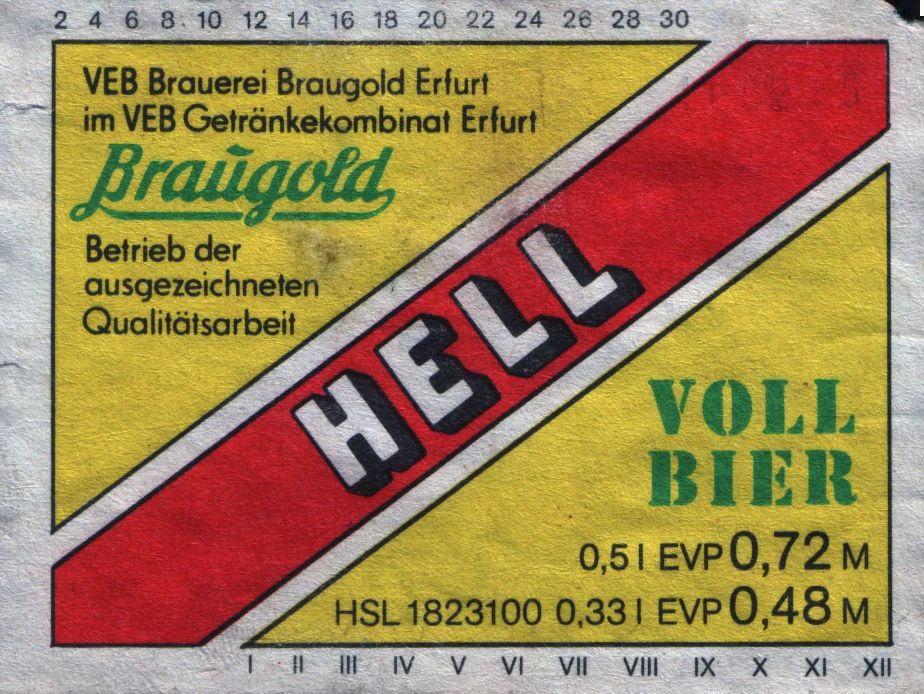 2 4 6 8 10 12 14 16 18 20 22 24 26 28 30
VEB Brauerei Braugold Erfurt
im VEB Getränkekombinat Erfurt
Braugold
Betrieb der
ausgezeichneten
Qualitätsarbeit
HELL
VOLL
BIER
0,5 l EVP 0,72 M
HSL 1823100 0,33 l EVP 0,48 M
I II III IV V VI VII VIII IX X XI XII